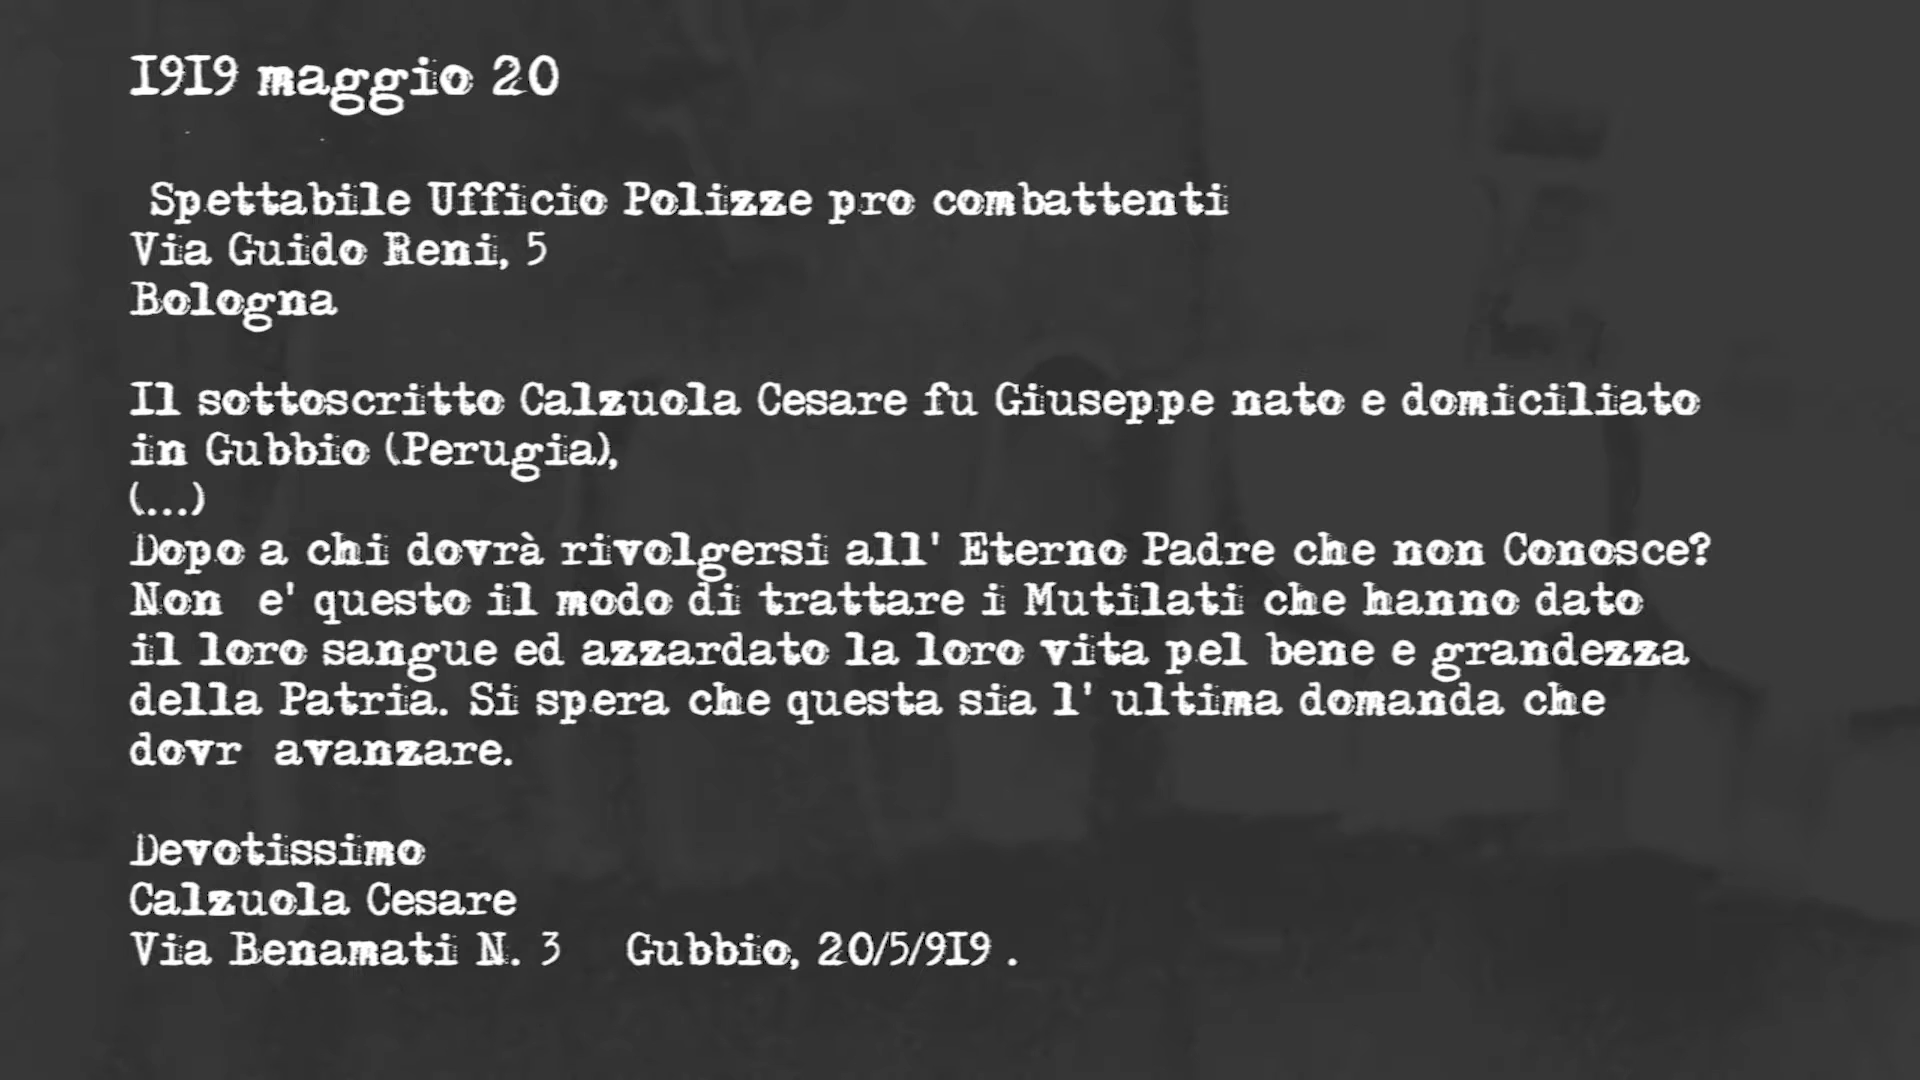 1919 maggio 20
Spettabile Ufficio Polizze pro combattenti
Via Guido Reni, 5
Bologna
Il sottoscritto Calzuola Cesare fu Giuseppe nato e domiciliato
in Gubbio (Perugia),
(...)
Dopo a chi dovrà rivolgersi all' Eterno Padre che non Conosce?
Non e' questo il modo di trattare i Mutilati che hanno dato
il loro sangue ed azzardato la loro vita pel bene e grandezza
della Patria. Si spera che questa sia l' ultima domanda che
dovr avanzare.
Devotissimo
Calzuola Cesare
Via Benamati N. 3 Gubbio, 20/5/919 .